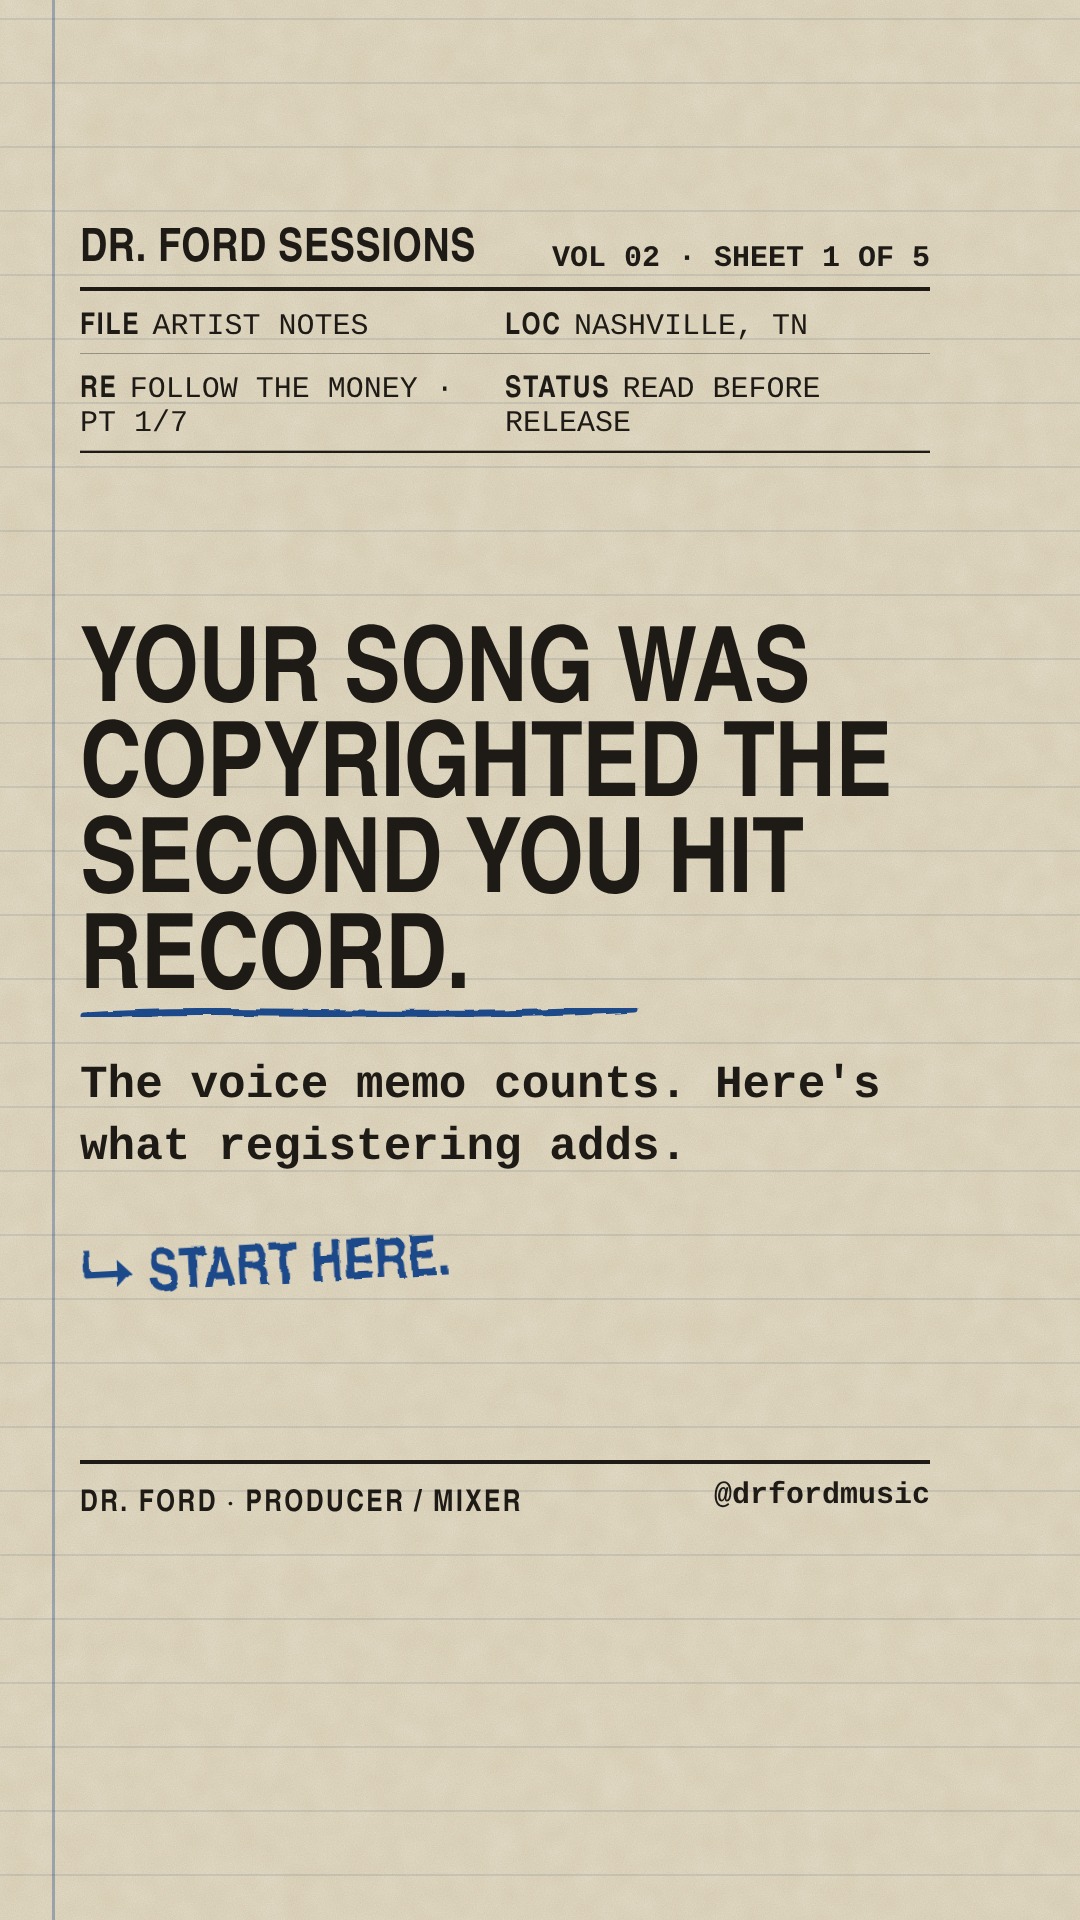 DR. FORD SESSIONS
VOL 02 · SHEET 1 OF 5
FILE ARTIST NOTES
LOC NASHVILLE, TN
RE FOLLOW THE MONEY ·
PT 1/7
STATUS READ BEFORE
RELEASE
YOUR SONG WAS
COPYRIGHTED THE
SECOND YOU HIT
RECORD.
The voice memo counts. Here's
what registering adds.
↳ START HERE.
DR. FORD · PRODUCER / MIXER
@drfordmusic